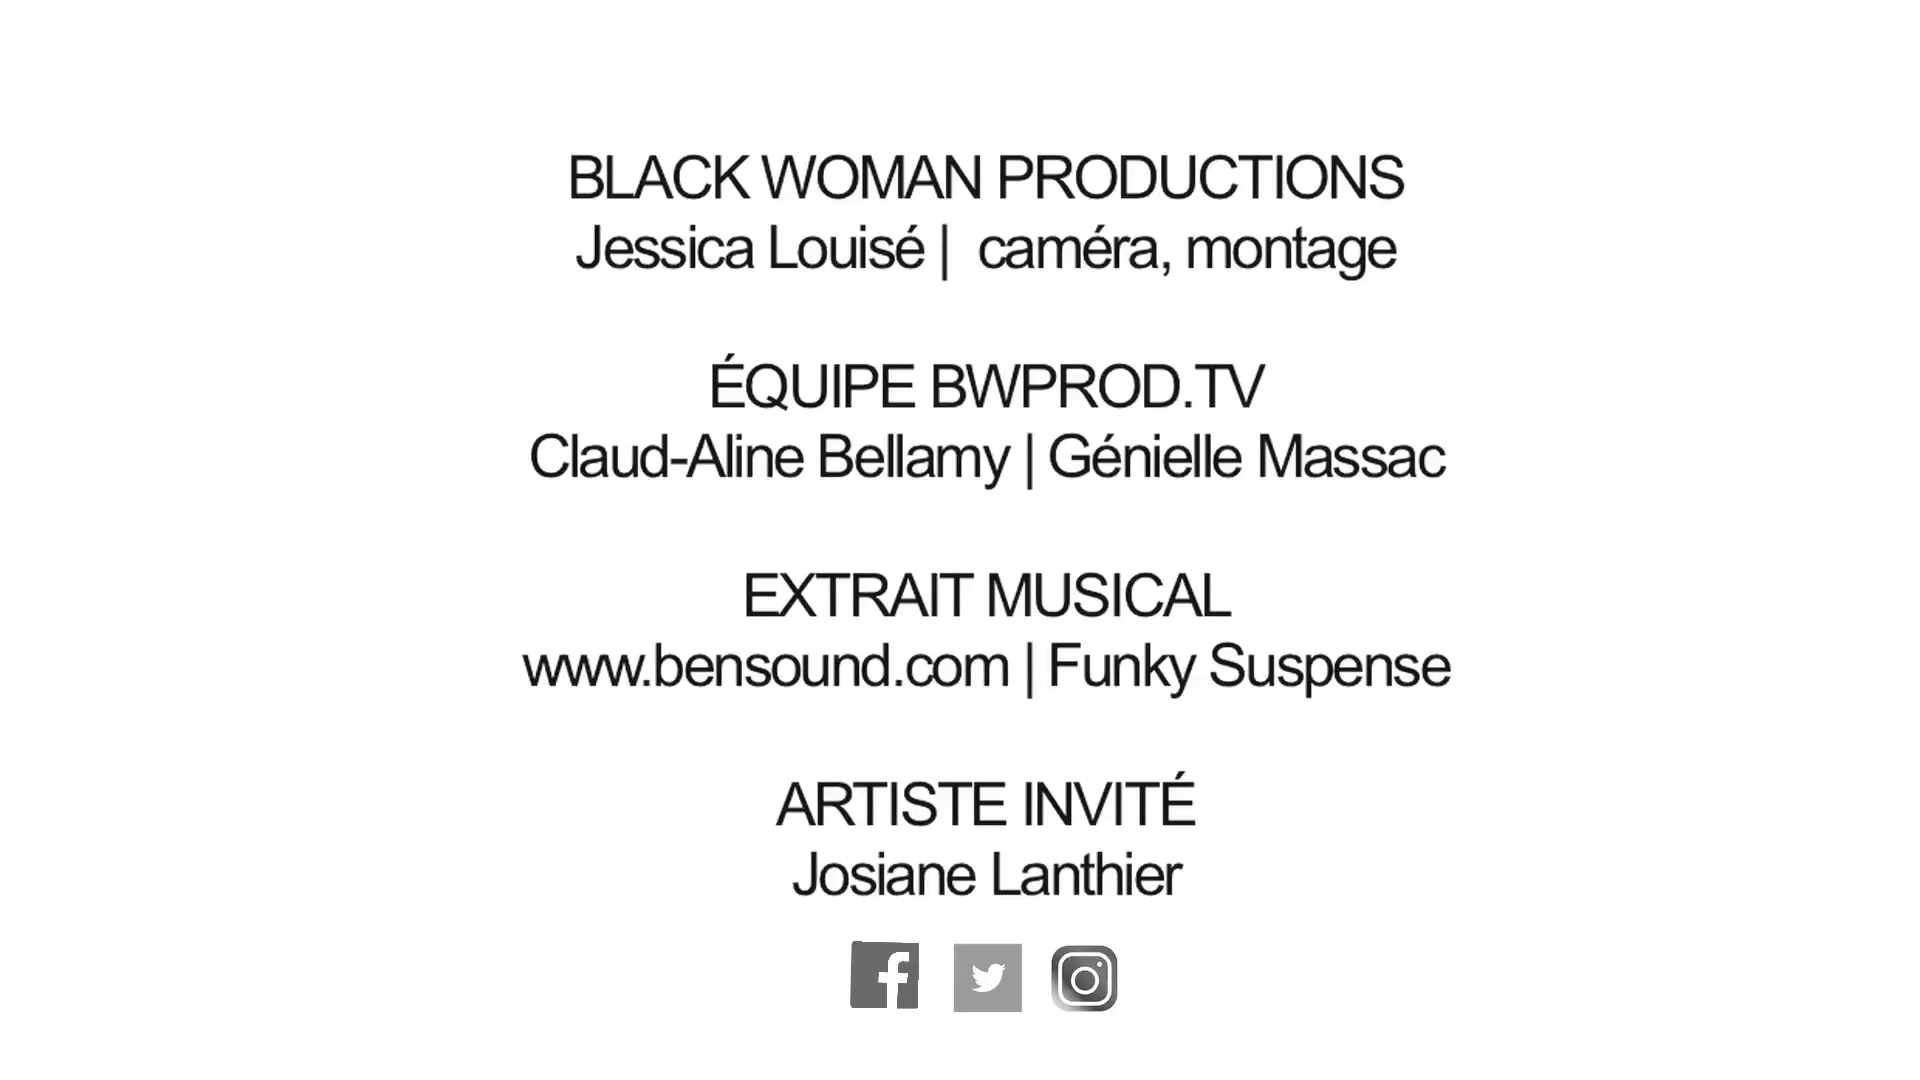 BLACK WOMAN PRODUCTIONS
Jessica Louisé | caméra, montage
ÉQUIPE BWPROD.TV
Claud-Aline Bellamy | Génielle Massac
EXTRAIT MUSICAL
www.bensound.com | Funky Suspense
ARTISTE INVITÉ
Josiane Lanthier